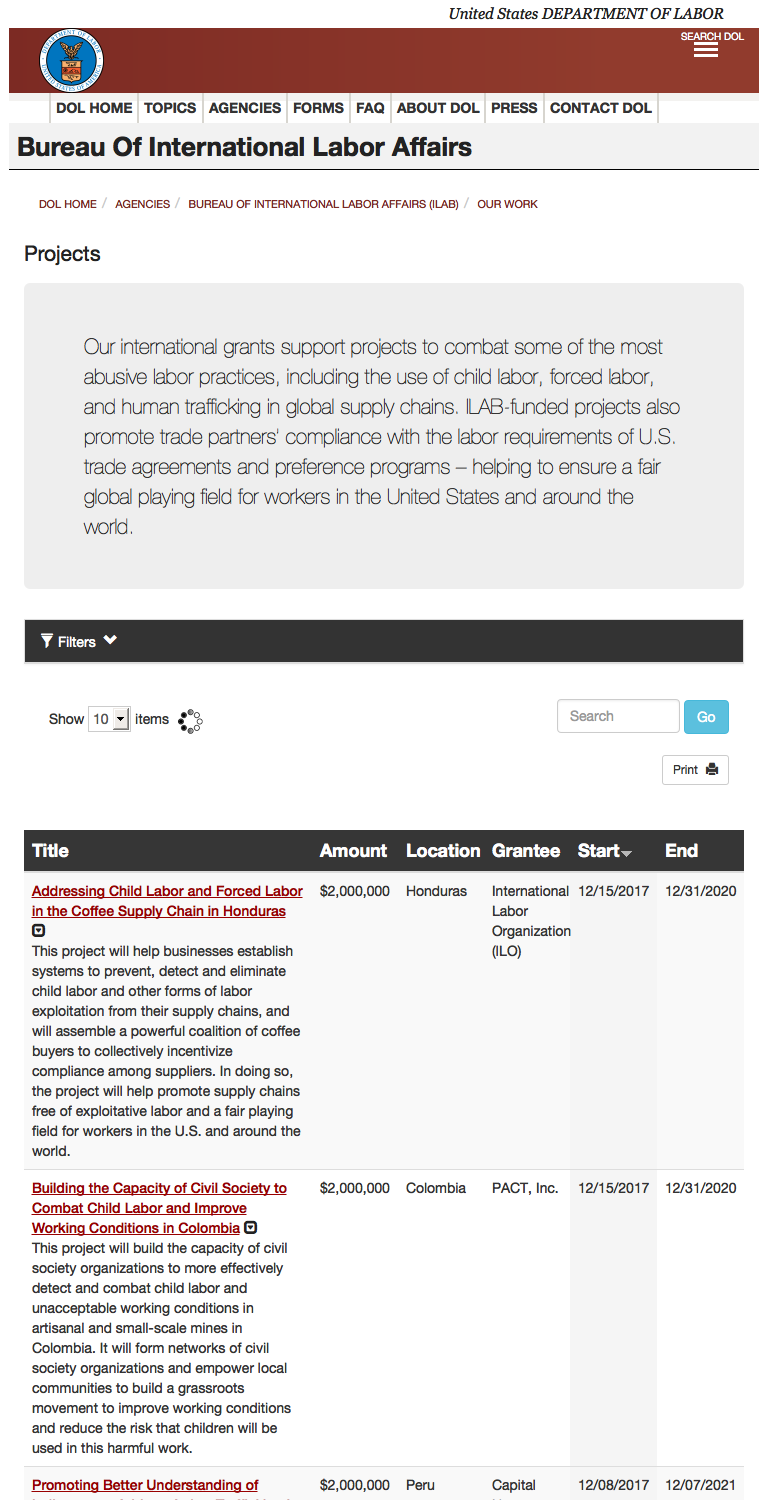 United States DEPARTMENT OF LABOR
SEARCH DOL
DOL HOME TOPICS AGENCIES FORMS FAQ ABOUT DOL PRESS CONTACT DOL
Bureau Of International Labor Affairs
DOL HOME / AGENCIES / BUREAU OF INTERNATIONAL LABOR AFFAIRS (ILAB) / OUR WORK
Projects
Our international grants support projects to combat some of the most
abusive labor practices, including the use of child labor, forced labor,
and human trafficking in global supply chains. ILAB-funded projects also
promote trade partners' compliance with the labor requirements of U.S.
trade agreements and preference programs – helping to ensure a fair
global playing field for workers in the United States and around the
world.
Filters
Show 10 items
Search Go
Print
Title Amount Location Grantee Start End
Addressing Child Labor and Forced Labor $2,000,000 Honduras International 12/15/2017 12/31/2020
in the Coffee Supply Chain in Honduras Labor
Organization
This project will help businesses establish (ILO)
systems to prevent, detect and eliminate
child labor and other forms of labor
exploitation from their supply chains, and
will assemble a powerful coalition of coffee
buyers to collectively incentivize
compliance among suppliers. In doing so,
the project will help promote supply chains
free of exploitative labor and a fair playing
field for workers in the U.S. and around the
world.
Building the Capacity of Civil Society to $2,000,000 Colombia PACT, Inc. 12/15/2017 12/31/2020
Combat Child Labor and Improve
Working Conditions in Colombia
This project will build the capacity of civil
society organizations to more effectively
detect and combat child labor and
unacceptable working conditions in
artisanal and small-scale mines in
Colombia. It will form networks of civil
society organizations and empower local
communities to build a grassroots
movement to improve working conditions
and reduce the risk that children will be
used in this harmful work.
Promoting Better Understanding of $2,000,000 Peru Capital 12/08/2017 12/07/2021